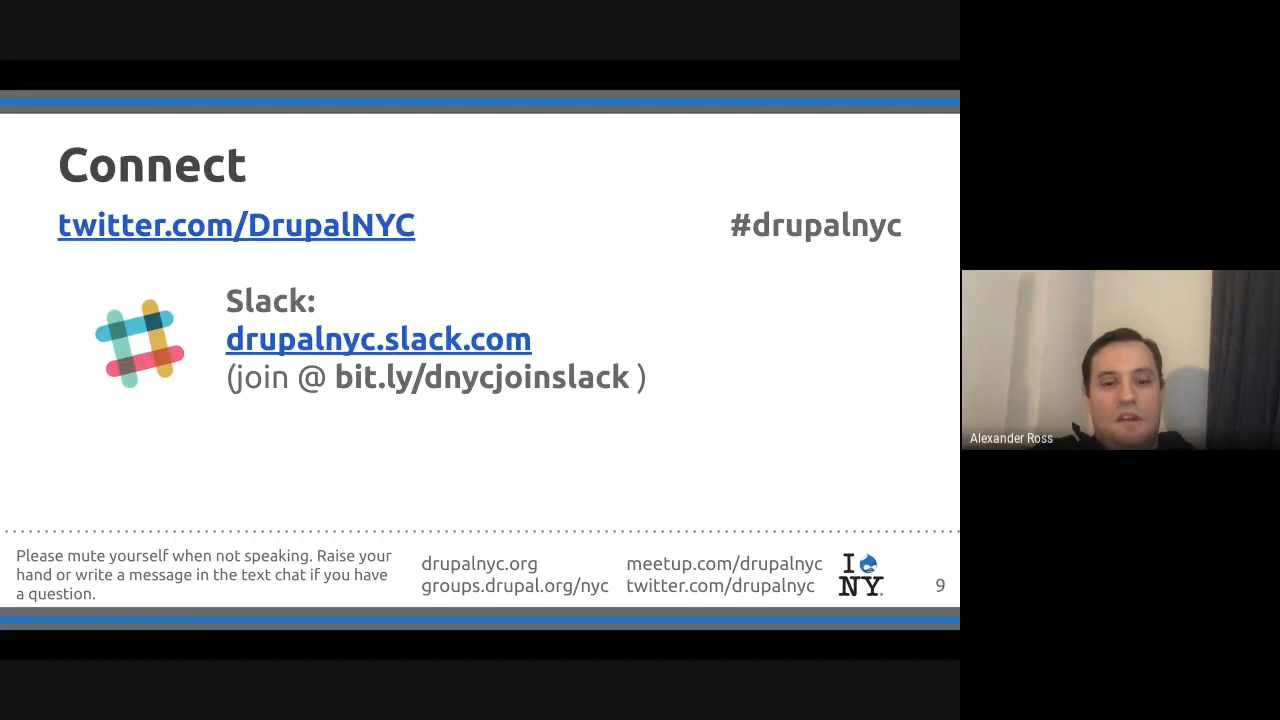 Connect
twitter.com/DrupalNYC
#drupalnyc
Slack:
drupalnyc.slack.com
(join @ bit.ly/dnycjoinslack )
Please mute yourself when not speaking. Raise your
hand or write a message in the text chat if you have
a question.
drupalnyc.org
groups.drupal.org/nyc
meetup.com/drupalnyc
twitter.com/drupalnyc
I
NY
9
Alexander Ross